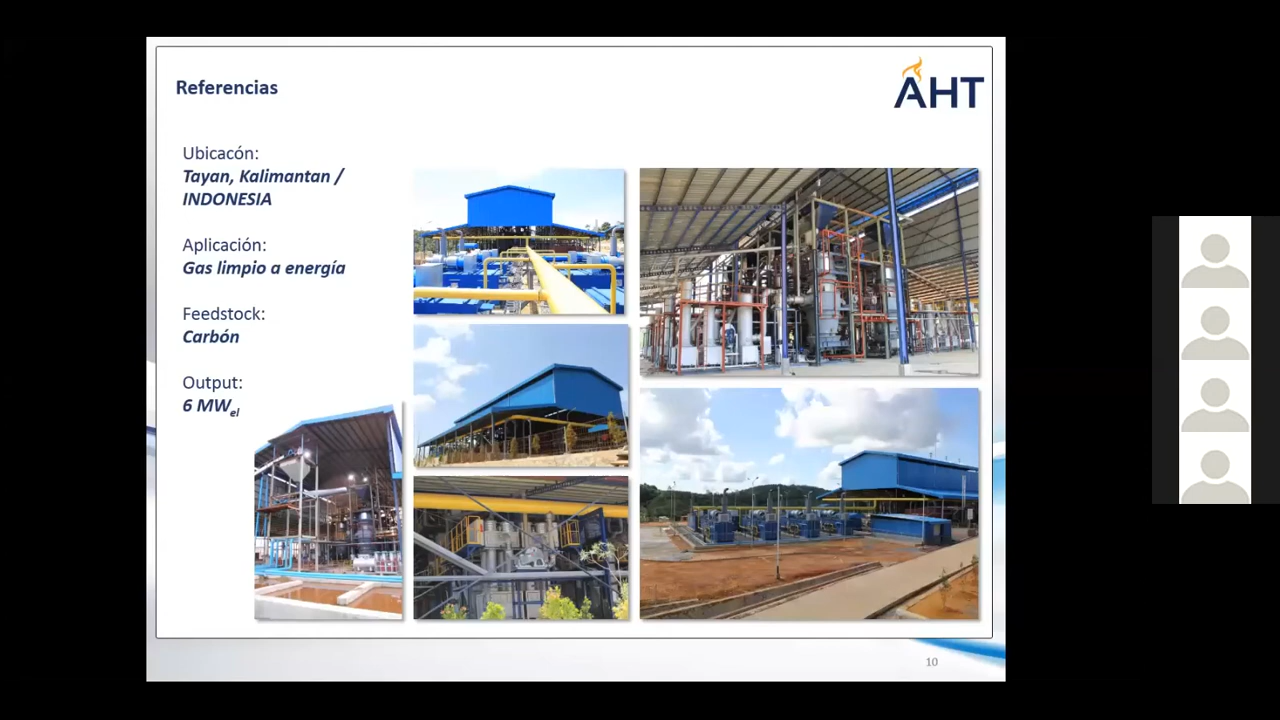 Referencias
AHT
Ubicacón:
Tayan, Kalimantan /
INDONESIA
Aplicación:
Gas limpio a energía
Feedstock:
Carbón
Output:
6 MWel
10